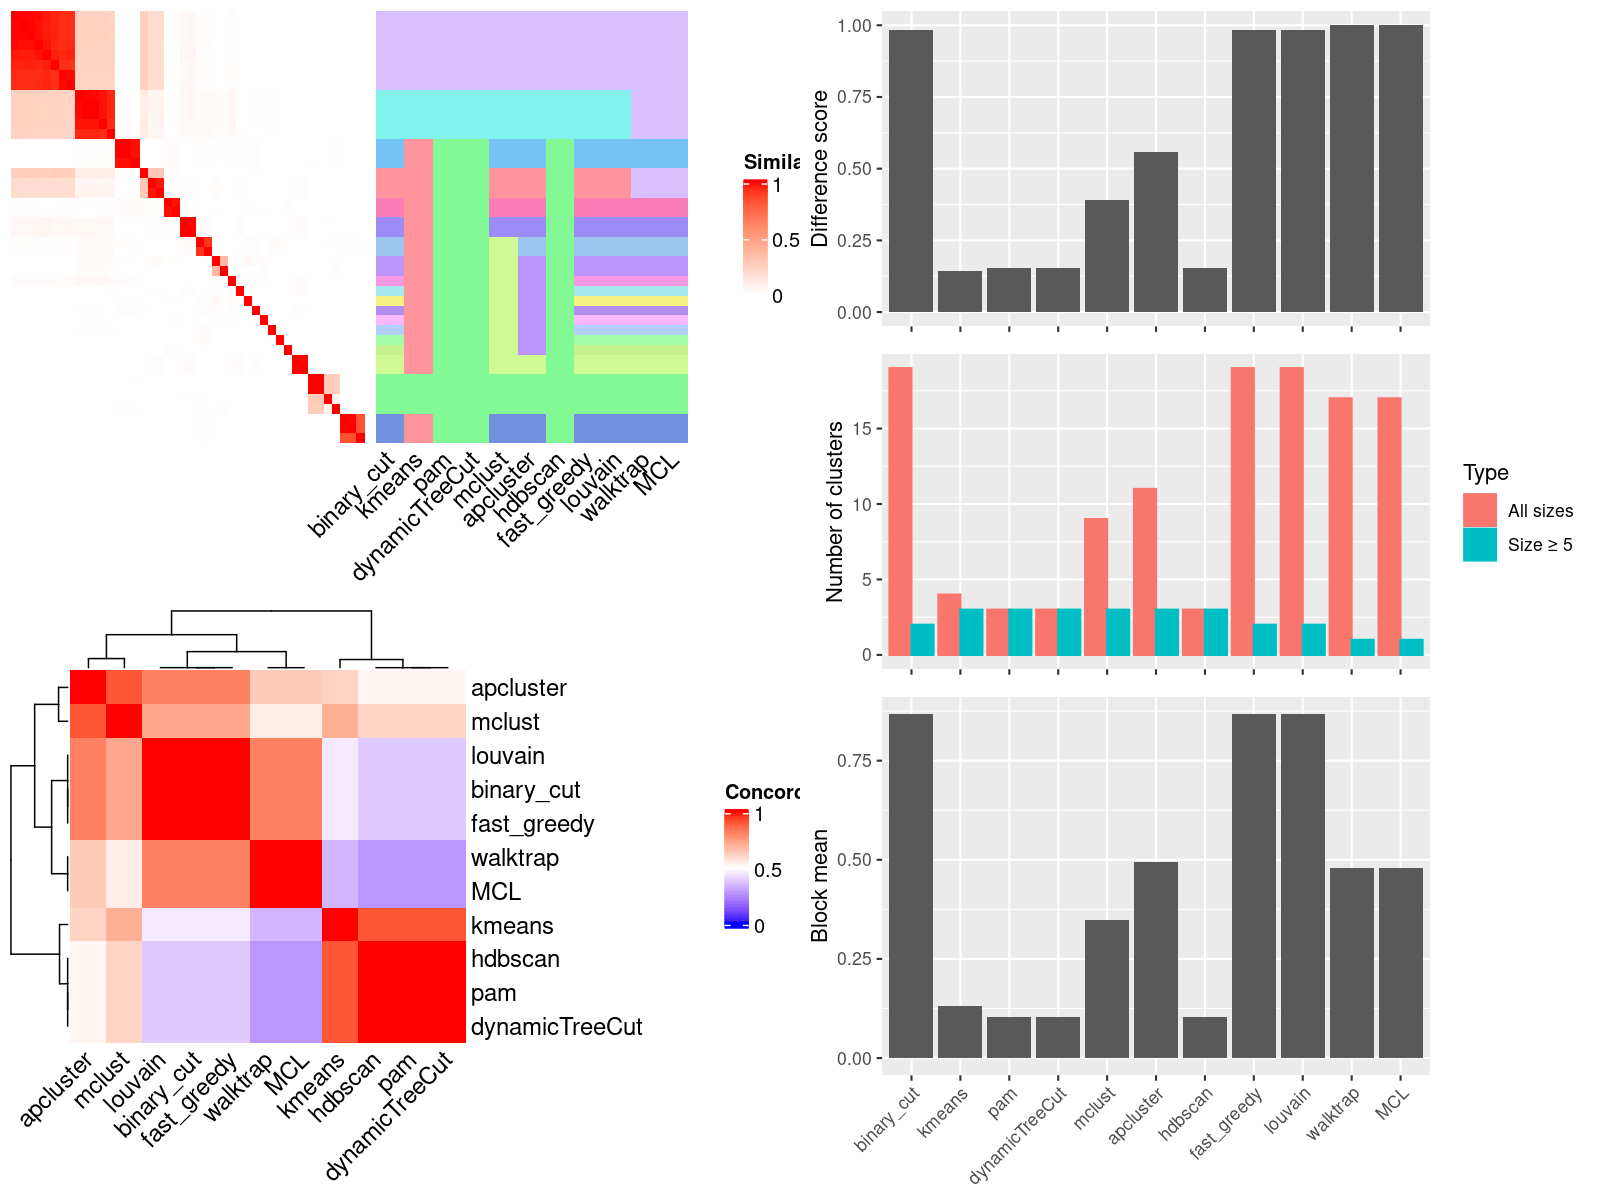 Simila
1
0.5
0
binary_cut
kmeans
pam
dynamicTreeCut
mclust
apcluster
hdbscan
fast_greedy
louvain
walktrap
MCL
apcluster
mclust
louvain
binary_cut
fast_greedy
walktrap
MCL
kmeans
hdbscan
pam
dynamicTreeCut
Concord
1
0.5
0
apcluster
mclust
louvain
binary_cut
fast_greedy
walktrap
MCL
kmeans
hdbscan
pam
dynamicTreeCut
Difference score
1.00
0.75
0.50
0.25
0.00
Number of clusters
15
10
5
0
Type
All sizes
Size ≥ 5
Block mean
0.75
0.50
0.25
0.00
binary_cut
kmeans
pam
dynamicTreeCut
mclust
apcluster
hdbscan
fast_greedy
louvain
walktrap
MCL